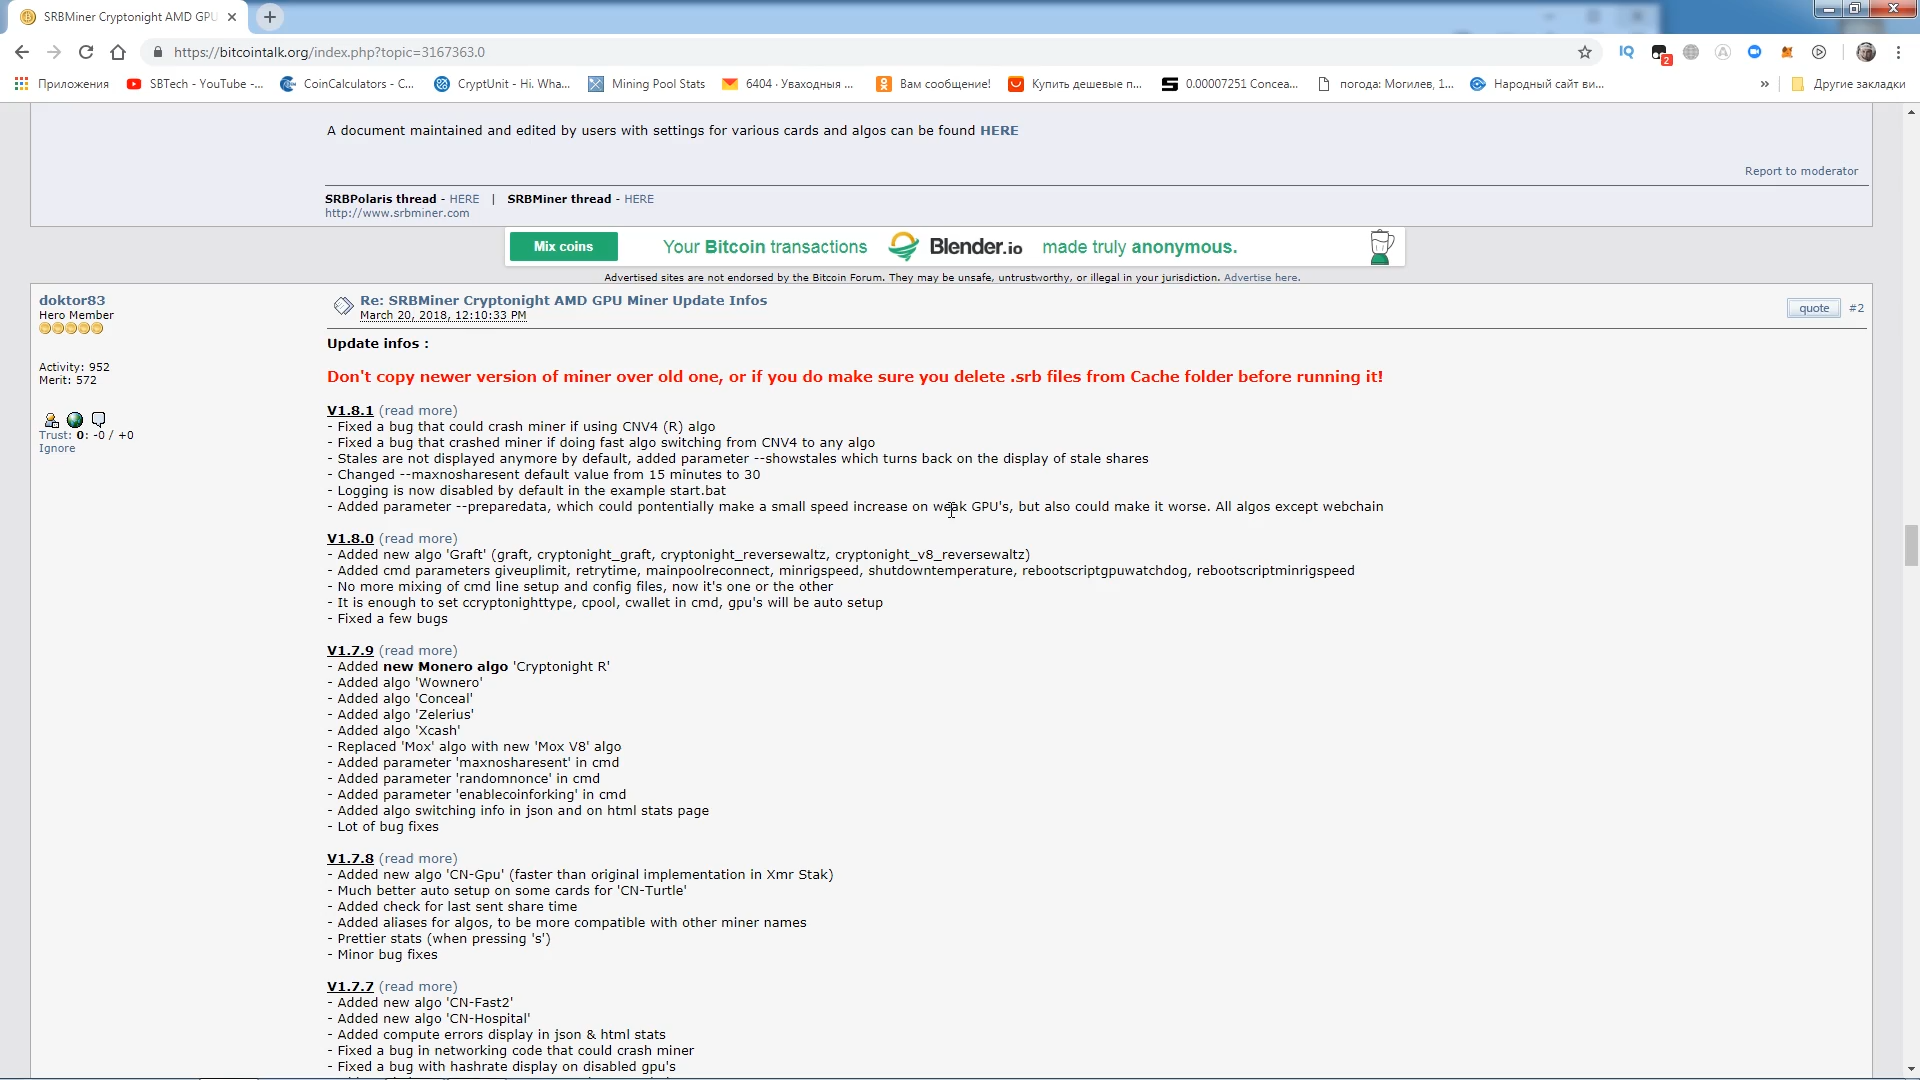 SRBMiner Cryptonight AMD GPU
https://bitcointalk.org/index.php?topic=3167363.0
2
Приложения
SBTech - YouTube -...
CoinCalculators - C...
CryptUnit - Hi. Wha...
Mining Pool Stats
6404 · Уваходныя ...
Вам сообщение!
Купить дешевые п...
0.00007251 Concea...
погода: Могилев, 1...
Народный сайт ви...
»
Другие закладки
A document maintained and edited by users with settings for various cards and algos can be found HERE
Report to moderator
SRBPolaris thread - HERE | SRBMiner thread - HERE
http://www.srbminer.com
Mix coins Your Bitcoin transactions Blender.io made truly anonymous.
Advertised sites are not endorsed by the Bitcoin Forum. They may be unsafe, untrustworthy, or illegal in your jurisdiction. Advertise here.
doktor83
Hero Member
Activity: 952
Merit: 572
Trust: 0: -0 / +0
Ignore
Re: SRBMiner Cryptonight AMD GPU Miner Update Infos
March 20, 2018, 12:10:33 PM
quote #2
Update infos :
Don't copy newer version of miner over old one, or if you do make sure you delete .srb files from Cache folder before running it!
V1.8.1 (read more)
- Fixed a bug that could crash miner if using CNV4 (R) algo
- Fixed a bug that crashed miner if doing fast algo switching from CNV4 to any algo
- Stales are not displayed anymore by default, added parameter --showstales which turns back on the display of stale shares
- Changed --maxnosharesent default value from 15 minutes to 30
- Logging is now disabled by default in the example start.bat
- Added parameter --preparedata, which could pontentially make a small speed increase on weak GPU's, but also could make it worse. All algos except webchain
V1.8.0 (read more)
- Added new algo 'Graft' (graft, cryptonight_graft, cryptonight_reversewaltz, cryptonight_v8_reversewaltz)
- Added cmd parameters giveuplimit, retrytime, mainpoolreconnect, minrigspeed, shutdowntemperature, rebootscriptgpuwatchdog, rebootscriptminrigspeed
- No more mixing of cmd line setup and config files, now it's one or the other
- It is enough to set ccryptonighttype, cpool, cwallet in cmd, gpu's will be auto setup
- Fixed a few bugs
V1.7.9 (read more)
- Added new Monero algo 'Cryptonight R'
- Added algo 'Wownero'
- Added algo 'Conceal'
- Added algo 'Zelerius'
- Added algo 'Xcash'
- Replaced 'Mox' algo with new 'Mox V8' algo
- Added parameter 'maxnosharesent' in cmd
- Added parameter 'randomnonce' in cmd
- Added parameter 'enablecoinforking' in cmd
- Added algo switching info in json and on html stats page
- Lot of bug fixes
V1.7.8 (read more)
- Added new algo 'CN-Gpu' (faster than original implementation in Xmr Stak)
- Much better auto setup on some cards for 'CN-Turtle'
- Added check for last sent share time
- Added aliases for algos, to be more compatible with other miner names
- Prettier stats (when pressing 's')
- Minor bug fixes
V1.7.7 (read more)
- Added new algo 'CN-Fast2'
- Added new algo 'CN-Hospital'
- Added compute errors display in json & html stats
- Fixed a bug in networking code that could crash miner
- Fixed a bug with hashrate display on disabled gpu's